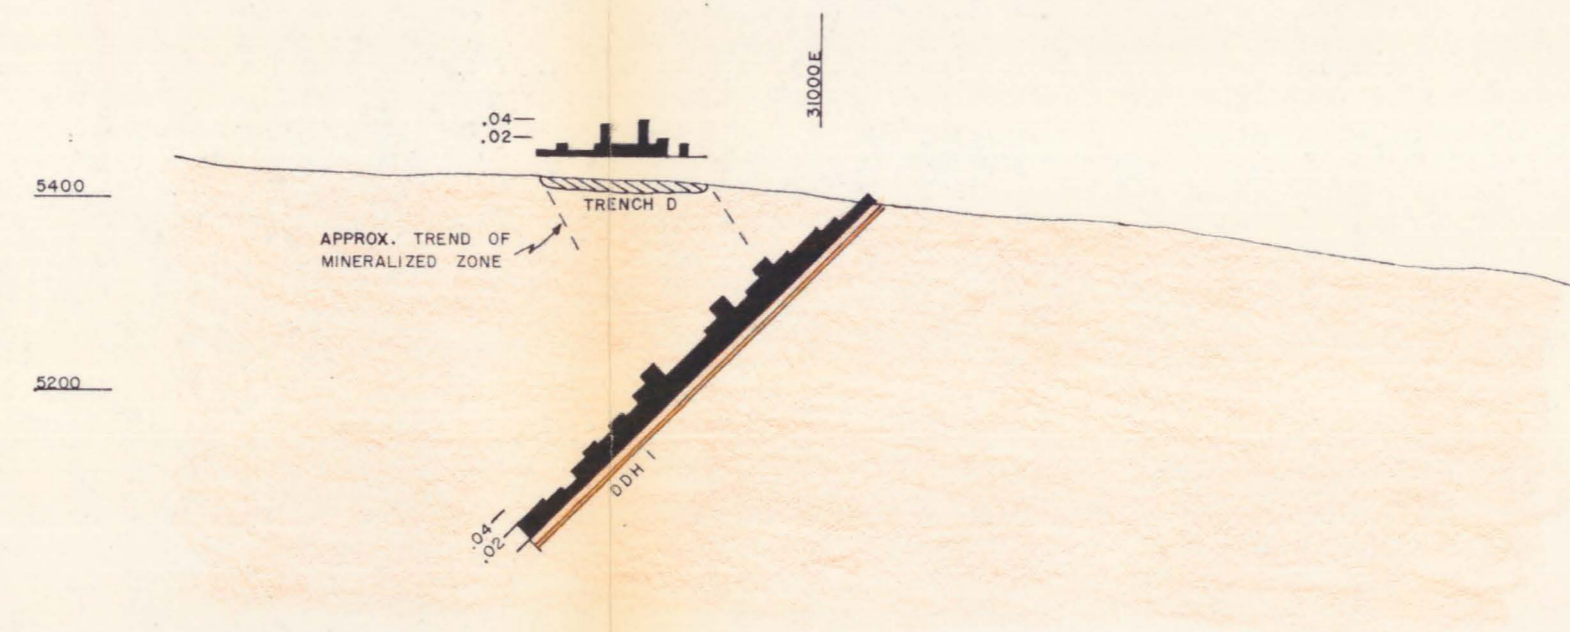 31000E
.04
.02
5400
TRENCH D
APPROX. TREND OF
MINERALIZED ZONE
5200
DDH 1
.04
.02